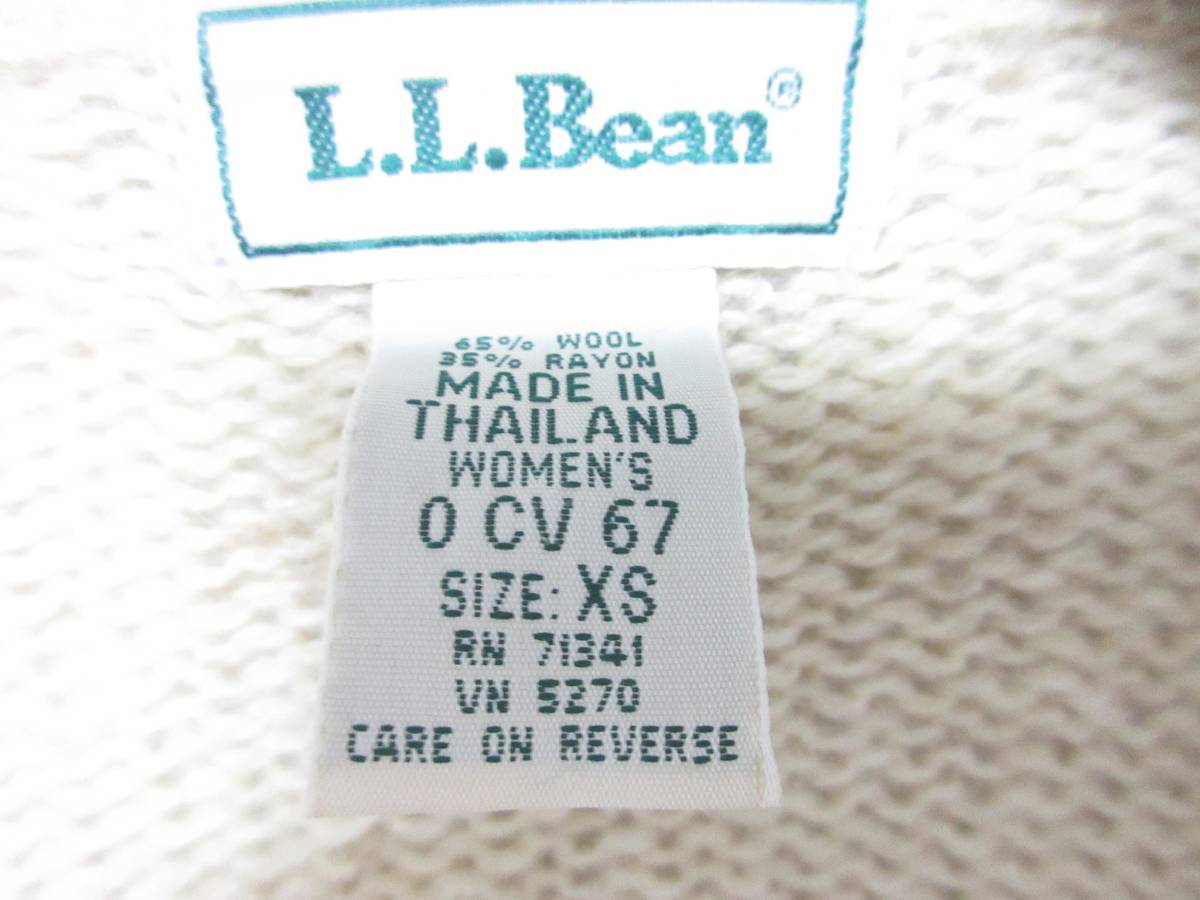 L.L.Bean®
65% WOOL
35% RAYON
MADE IN
THAILAND
WOMEN'S
0 CV 67
SIZE: XS
RN 71341
VN 5270
CARE ON REVERSE